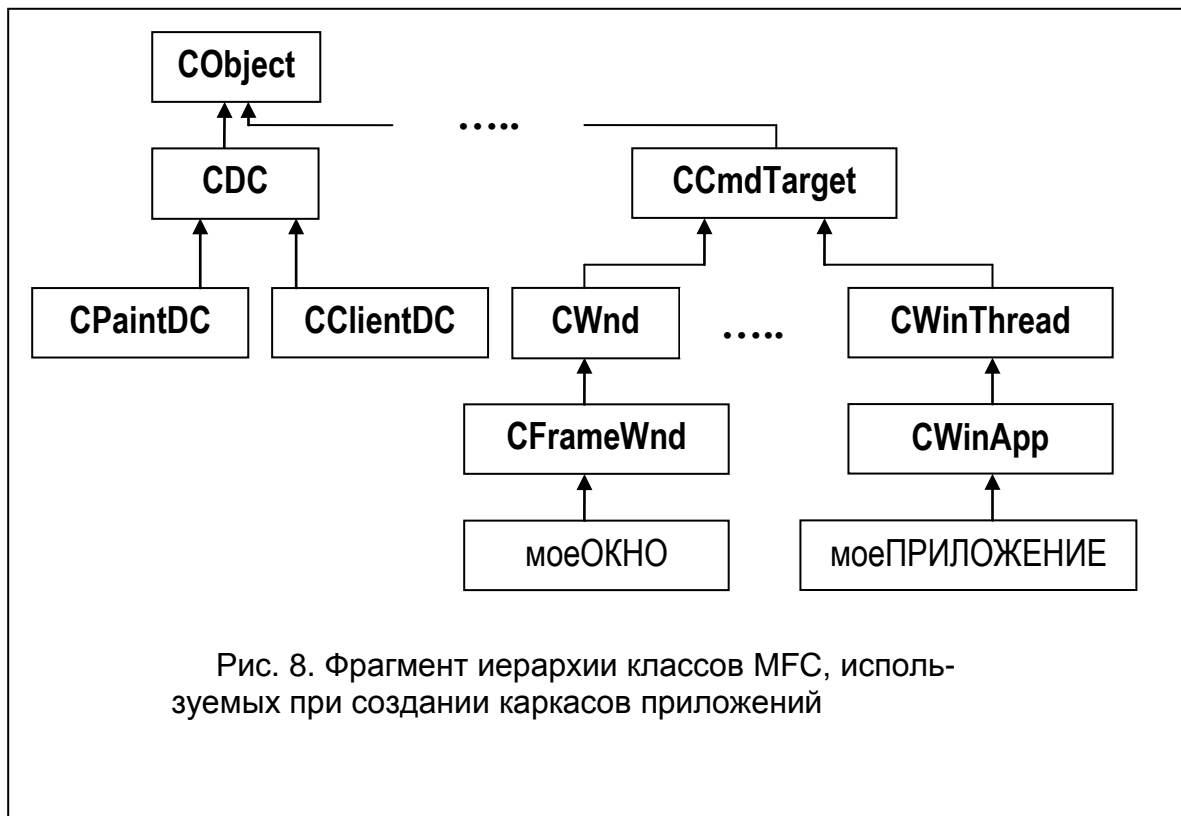 CObject
…..
CDC
CCmdTarget
CPaintDC
CClientDC
CWnd
…..
CWinThread
CFrameWnd
CWinApp
моеОКНО
моеПРИЛОЖЕНИЕ
Рис. 8. Фрагмент иерархии классов MFC, исполь-
зуемых при создании каркасов приложений